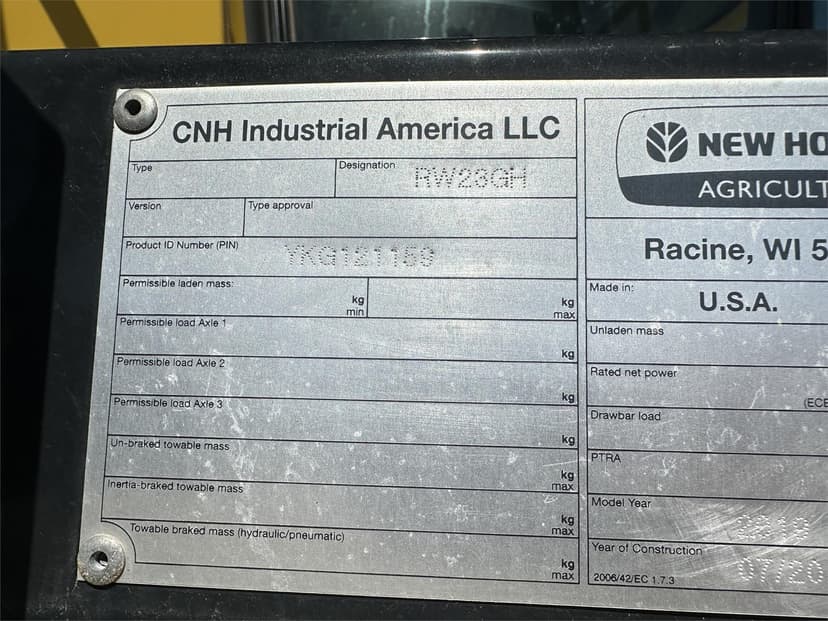 CNH Industrial America LLC
Type
Designation RW23GH
Version
Type approval
Product ID Number (PIN) YKG121159
Permissible laden mass:
kg
min
kg
max
Permissible load Axle 1
kg
Permissible load Axle 2
kg
Permissible load Axle 3
kg
Un-braked towable mass
kg
max
Inertia-braked towable mass
kg
max
Towable braked mass (hydraulic/pneumatic)
kg
max
NEW HO
AGRICULT
Racine, WI 5
Made in:
U.S.A.
Unladen mass
Rated net power
(ECE
Drawbar load
PTRA
Model Year
2019
Year of Construction
2006/42/EC 1.7.3
07/20